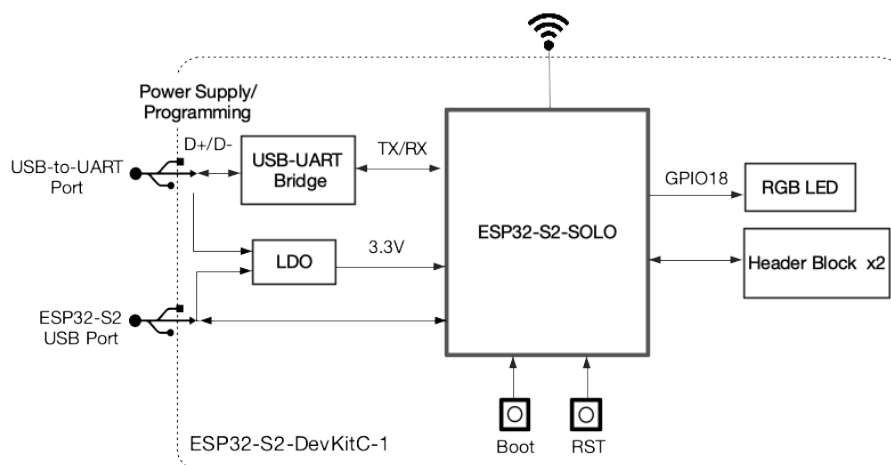 Power Supply/
Programming
D+/D-
USB-to-UART
Port
USB-UART
Bridge
TX/RX
GPIO18
RGB LED
ESP32-S2-SOLO
LDO
3.3V
Header Block x2
ESP32-S2
USB Port
ESP32-S2-DevKitC-1
Boot
RST